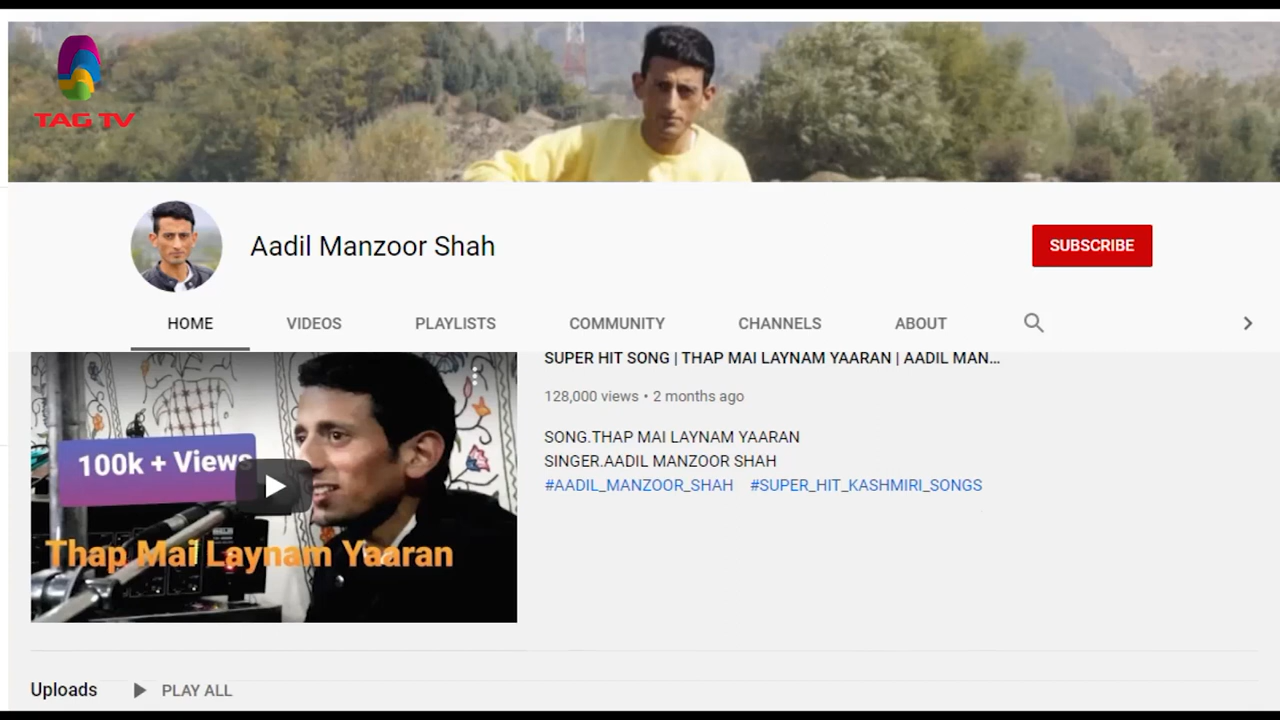 TAG TV
Aadil Manzoor Shah
SUBSCRIBE
HOME VIDEOS PLAYLISTS COMMUNITY CHANNELS ABOUT
SUPER HIT SONG | THAP MAI LAYNAM YAARAN | AADIL MAN...
128,000 views • 2 months ago
SONG.THAP MAI LAYNAM YAARAN
SINGER.AADIL MANZOOR SHAH
#AADIL_MANZOOR_SHAH #SUPER_HIT_KASHMIRI_SONGS
100k + Views
Thap Mai Laynam Yaaran
Uploads PLAY ALL